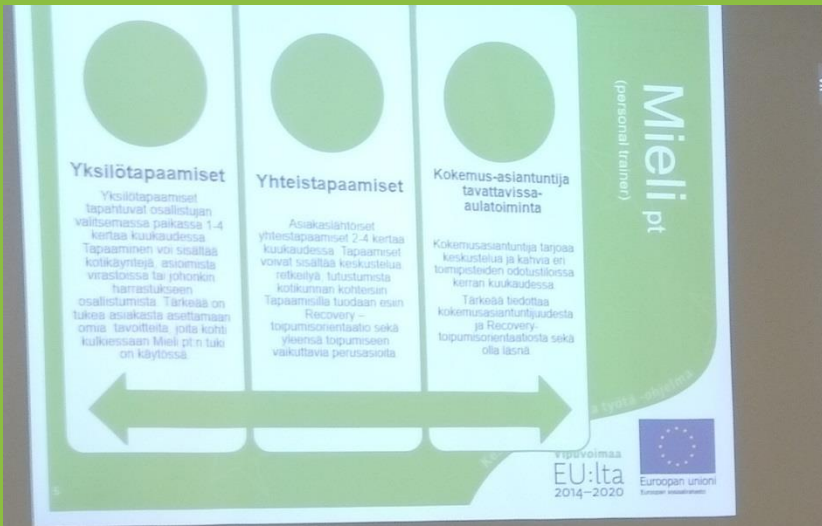 Mieli pt
(personal trainer)
Yksilötapaamiset
Yksilötapaamiset
tapahtuvat osallistujan
valitsemassa paikassa 1-4
kertaa kuukaudessa.
Tapaaminen voi sisältää
kotikäyntejä, asioimista
virastoissa tai johonkin
harrastukseen
osallistumista. Tärkeää on
tukea asiakasta asettamaan
omia tavoitteita, joita kohti
kulkiessaan Mieli pt:n tuki
on käytössä.
Yhteistapaamiset
Asiakaslähtöiset
yhteistapaamiset 2-4 kertaa
kuukaudessa. Tapaamiset
voivat sisältää keskustelua,
retkeilyä, tutustumista
kotikunnan kohteisiin.
Tapaamisilla tuodaan esiin
Recovery –
toipumisorientaatio sekä
yleensä toipumiseen
vaikuttavia perusasioita.
Kokemus-asiantuntija
tavattavissa-
aulatoiminta
Kokemusasiantuntija tarjoaa
keskustelua ja kahvia eri
toimipisteiden odotustiloissa
kerran kuukaudessa.
Tärkeää tiedottaa
kokemusasiantuntijuudesta
ja Recovery-
toipumisorientaatiosta sekä
olla läsnä.
a työtä -ohjelma
Vipuvoimaa
EU:lta
2014–2020
Euroopan unioni
Euroopan sosiaalirahasto